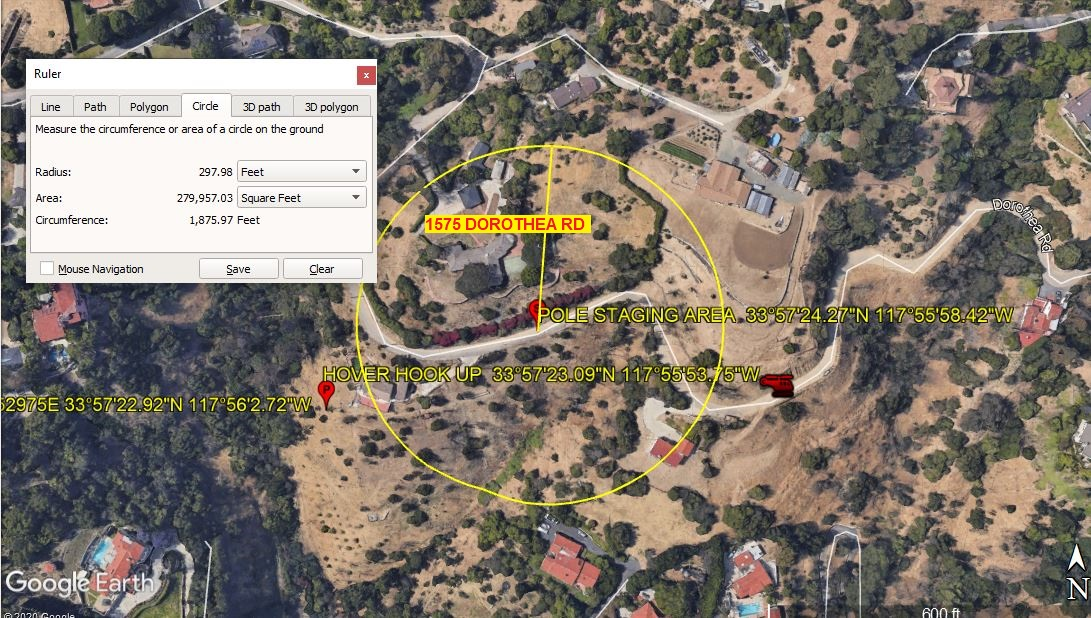 Ruler
x
Line Path Polygon Circle 3D path 3D polygon
Measure the circumference or area of a circle on the ground
Radius: 297.98 Feet
Area: 279,957.03 Square Feet
Circumference: 1,875.97 Feet
Mouse Navigation Save Clear
Dorothea Rd
1575 DOROTHEA RD
POLE STAGING AREA 33°57'24.27"N 117°55'58.42"W
HOVER HOOK UP 33°57'23.09"N 117°55'53.75"W
P
52975E 33°57'22.92"N 117°56'2.72"W
Google Earth
N
© 2020 Google
600 ft